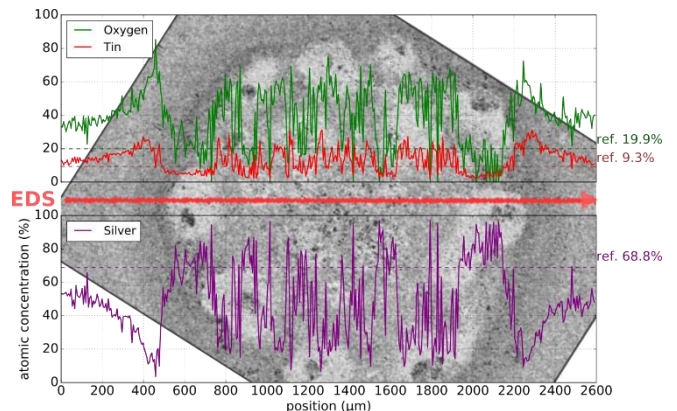 100
80
60
40
20
0
Oxygen
Tin
ref. 19.9%
ref. 9.3%
EDS
100
80
60
40
20
0
Silver
ref. 68.8%
atomic concentration (%)
0 200 400 600 800 1000 1200 1400 1600 1800 2000 2200 2400 2600
position (μm)